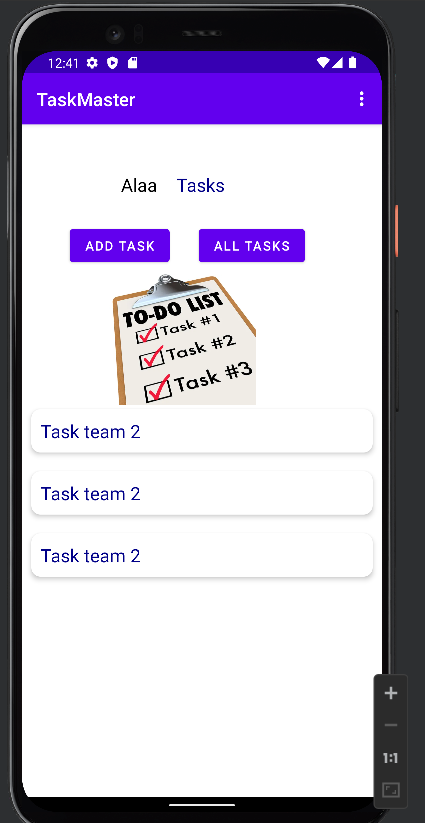 12:41
TaskMaster
Alaa Tasks
ADD TASK ALL TASKS
TO-DO LIST
Task #1
Task #2
Task #3
Task team 2
Task team 2
Task team 2
1:1